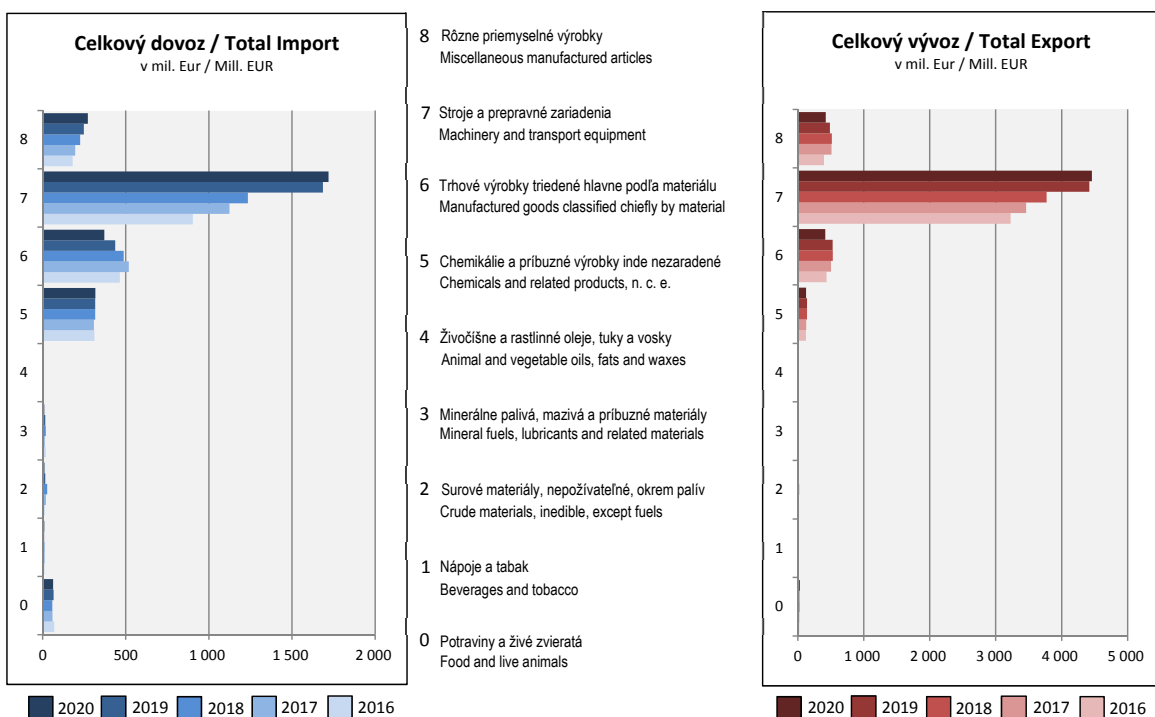 Celkový dovoz / Total Import
v mil. Eur / Mill. EUR
8
7
6
5
4
3
2
1
0
0
500
1 000
1 500
2 000
2020
2019
2018
2017
2016
8 Rôzne priemyselné výrobky
Miscellaneous manufactured articles
7 Stroje a prepravné zariadenia
Machinery and transport equipment
6 Trhové výrobky triedené hlavne podľa materiálu
Manufactured goods classified chiefly by material
5 Chemikálie a príbuzné výrobky inde nezaradené
Chemicals and related products, n. c. e.
4 Živočíšne a rastlinné oleje, tuky a vosky
Animal and vegetable oils, fats and waxes
3 Minerálne palivá, mazivá a príbuzné materiály
Mineral fuels, lubricants and related materials
2 Surové materiály, nepožívateľné, okrem palív
Crude materials, inedible, except fuels
1 Nápoje a tabak
Beverages and tobacco
0 Potraviny a živé zvieratá
Food and live animals
Celkový vývoz / Total Export
v mil. Eur / Mill. EUR
8
7
6
5
4
3
2
1
0
0
1 000
2 000
3 000
4 000
5 000
2020
2019
2018
2017
2016